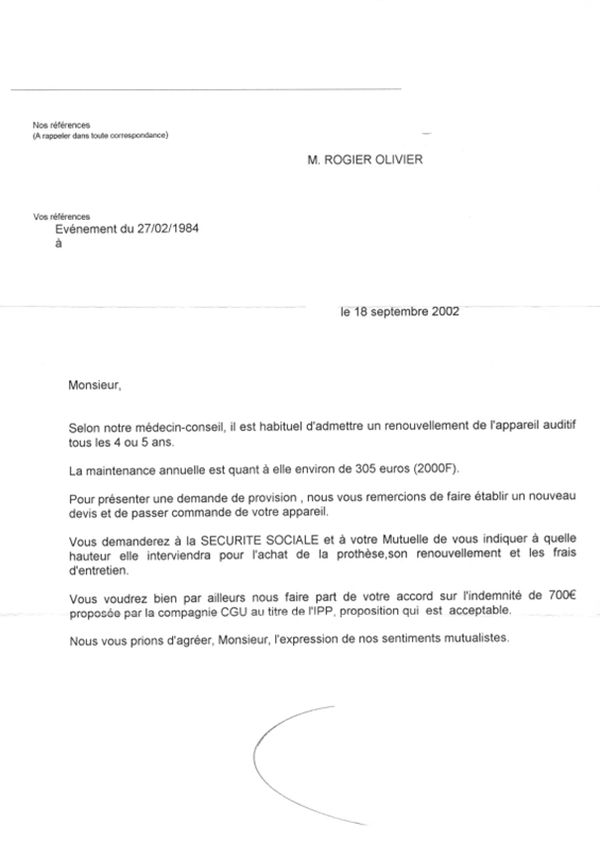 Nos références
(A rappeler dans toute correspondance)
M. ROGIER OLIVIER
Vos références
Evénement du 27/02/1984
à
le 18 septembre 2002
Monsieur,
Selon notre médecin-conseil, il est habituel d'admettre un renouvellement de l'appareil auditif
tous les 4 ou 5 ans.
La maintenance annuelle est quant à elle environ de 305 euros (2000F).
Pour présenter une demande de provision , nous vous remercions de faire établir un nouveau
devis et de passer commande de votre appareil.
Vous demanderez à la SECURITE SOCIALE et à votre Mutuelle de vous indiquer à quelle
hauteur elle interviendra pour l'achat de la prothèse,son renouvellement et les frais
d'entretien.
Vous voudrez bien par ailleurs nous faire part de votre accord sur l'indemnité de 700€
proposée par la compagnie CGU au titre de l'IPP, proposition qui est acceptable.
Nous vous prions d'agréer, Monsieur, l'expression de nos sentiments mutualistes.